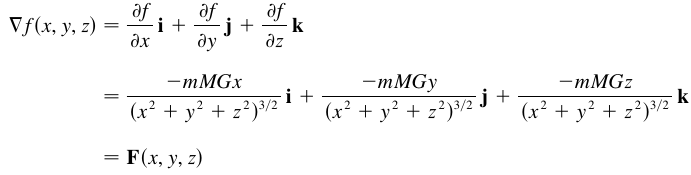 ∇f(x, y, z) = ∂f/∂x i + ∂f/∂y j + ∂f/∂z k
= −mMGx/(x² + y² + z²)^{3/2} i + −mMGy/(x² + y² + z²)^{3/2} j + −mMGz/(x² + y² + z²)^{3/2} k
= F(x, y, z)